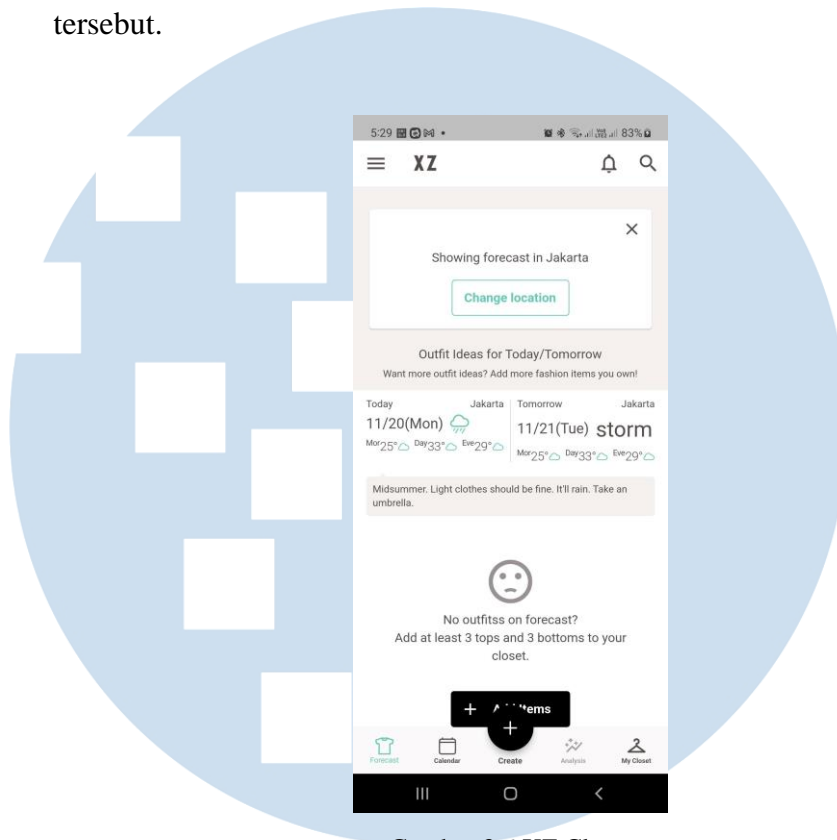 tersebut.
5:29 83%
XZ
Showing forecast in Jakarta
Change location
Outfit Ideas for Today/Tomorrow
Want more outfit ideas? Add more fashion items you own!
Today Jakarta Tomorrow Jakarta
11/20(Mon) 11/21(Tue) storm
Mor25° Day33° Eve29° Mor25° Day33° Eve29°
Midsummer. Light clothes should be fine. It'll rain. Take an
umbrella.
No outfitss on forecast?
Add at least 3 tops and 3 bottoms to your
closet.
+ Items
Forecast Calendar Create Analysis My Closet